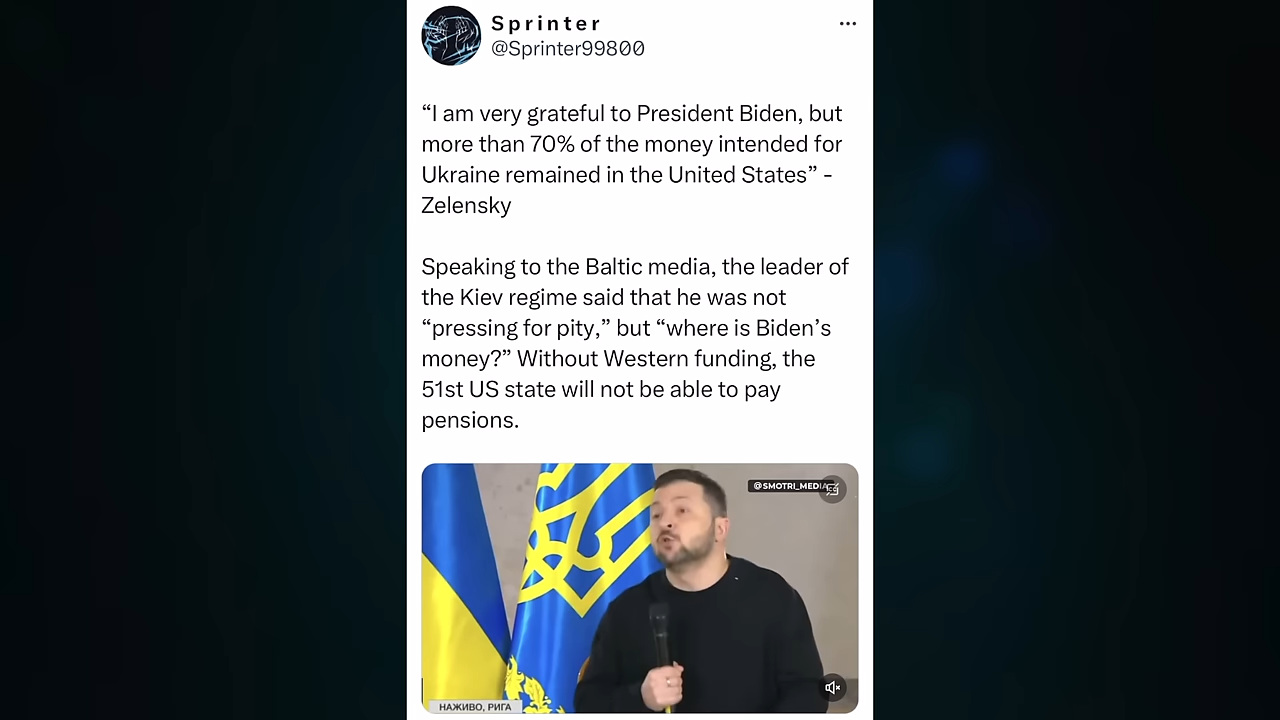 Sprinter
@Sprinter99800
“I am very grateful to President Biden, but
more than 70% of the money intended for
Ukraine remained in the United States” -
Zelensky
Speaking to the Baltic media, the leader of
the Kiev regime said that he was not
“pressing for pity,” but “where is Biden’s
money?” Without Western funding, the
51st US state will not be able to pay
pensions.
@SMOTRI_MEDIA
НАЖИВО, РИГА